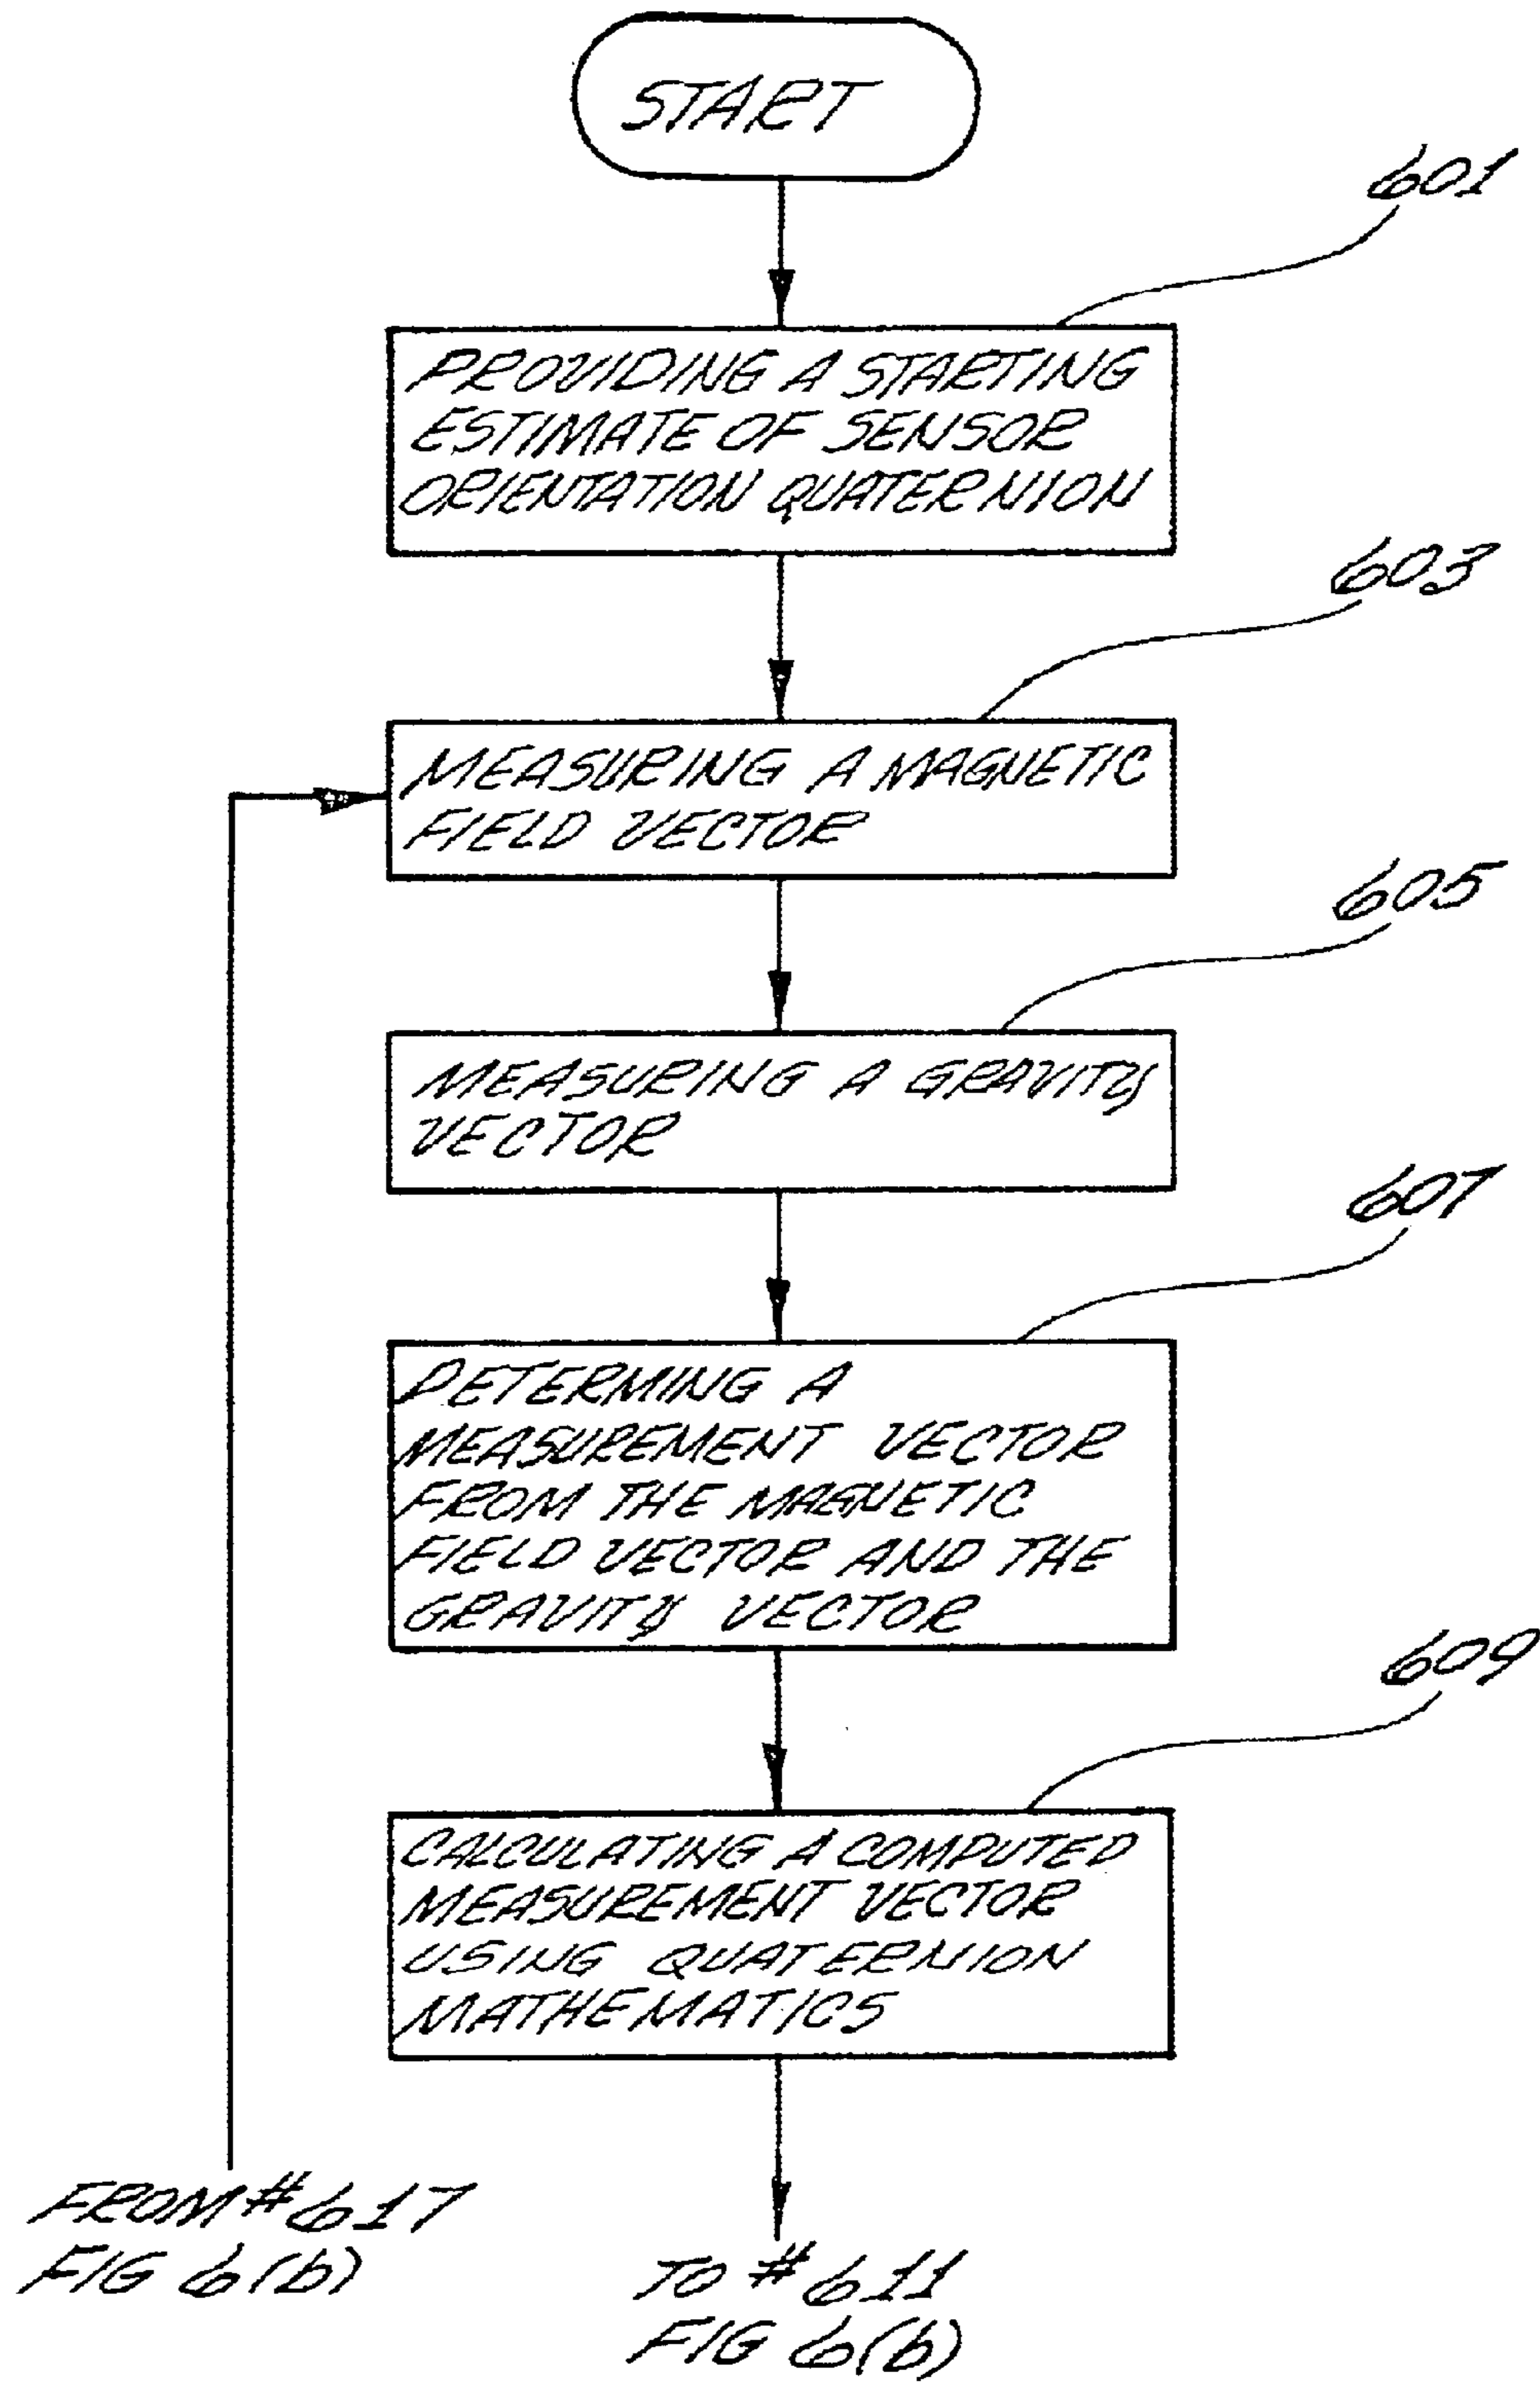 START
601
PROVIDING A STARTING
ESTIMATE OF SENSOR
ORIENTATION QUATERNION
603
MEASURING A MAGNETIC
FIELD VECTOR
605
MEASURING A GRAVITY
VECTOR
607
DETERMING A
MEASUREMENT VECTOR
FROM THE MAGNETIC
FIELD VECTOR AND THE
GRAVITY VECTOR
609
CALCULATING A COMPUTED
MEASUREMENT VECTOR
USING QUATERNION
MATHEMATICS
FROM # 617
FIG 6(b)
TO # 611
FIG 6(b)